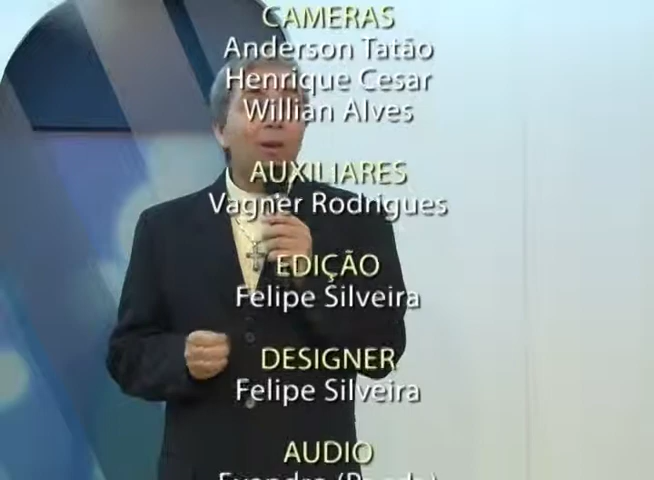 CAMERAS
Anderson Tatão
Henrique Cesar
Willian Alves
AUXILIARES
Vagner Rodrigues
EDIÇÃO
Felipe Silveira
DESIGNER
Felipe Silveira
AUDIO